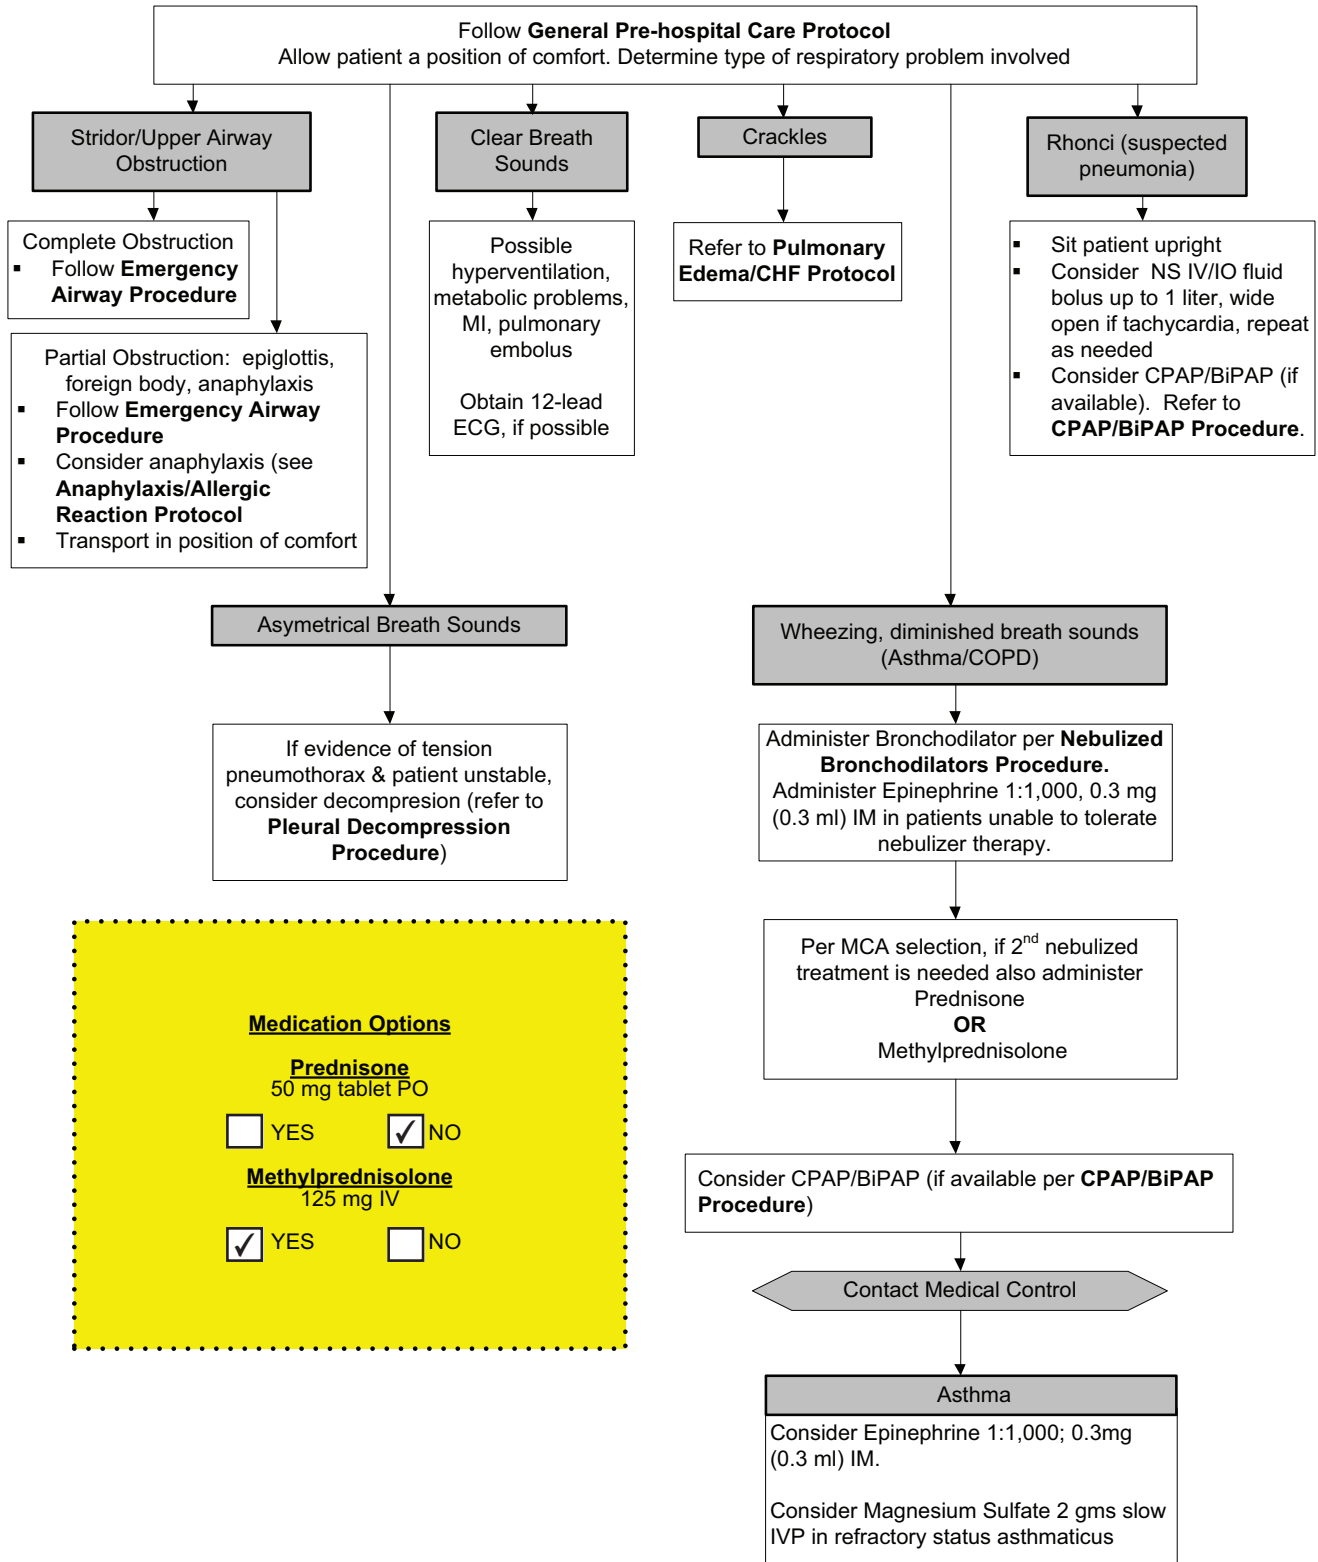 Follow General Pre-hospital Care Protocol
Allow patient a position of comfort. Determine type of respiratory problem involved
Stridor/Upper Airway
Obstruction
Clear Breath
Sounds
Crackles
Rhonci (suspected
pneumonia)
Complete Obstruction
▪ Follow Emergency
Airway Procedure
Partial Obstruction: epiglottis,
foreign body, anaphylaxis
▪ Follow Emergency Airway
Procedure
▪ Consider anaphylaxis (see
Anaphylaxis/Allergic
Reaction Protocol
▪ Transport in position of comfort
Possible
hyperventilation,
metabolic problems,
MI, pulmonary
embolus
Obtain 12-lead
ECG, if possible
Refer to Pulmonary
Edema/CHF Protocol
▪ Sit patient upright
▪ Consider NS IV/IO fluid
bolus up to 1 liter, wide
open if tachycardia, repeat
as needed
▪ Consider CPAP/BiPAP (if
available). Refer to
CPAP/BiPAP Procedure.
Asymetrical Breath Sounds
If evidence of tension
pneumothorax & patient unstable,
consider decompresion (refer to
Pleural Decompression
Procedure)
Wheezing, diminished breath sounds
(Asthma/COPD)
Administer Bronchodilator per Nebulized
Bronchodilators Procedure.
Administer Epinephrine 1:1,000, 0.3 mg
(0.3 ml) IM in patients unable to tolerate
nebulizer therapy.
Per MCA selection, if 2nd nebulized
treatment is needed also administer
Prednisone
OR
Methylprednisolone
Consider CPAP/BiPAP (if available per CPAP/BiPAP
Procedure)
Contact Medical Control
Asthma
Consider Epinephrine 1:1,000; 0.3mg
(0.3 ml) IM.
Consider Magnesium Sulfate 2 gms slow
IVP in refractory status asthmaticus
Medication Options
Prednisone
50 mg tablet PO
YES ✓ NO
Methylprednisolone
125 mg IV
✓ YES NO